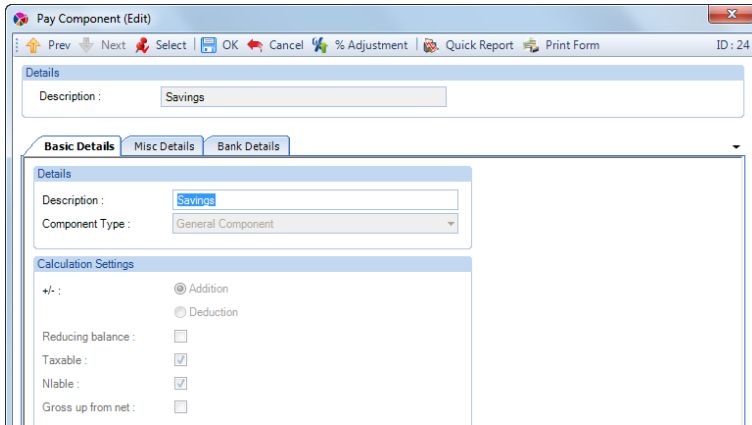 Pay Component (Edit)
x
Prev Next Select OK Cancel % Adjustment Quick Report Print Form ID : 24
Details
Description : Savings
Basic Details Misc Details Bank Details
Details
Description : Savings
Component Type : General Component
Calculation Settings
+/- : Addition
Deduction
Reducing balance :
Taxable :
NIable :
Gross up from net :